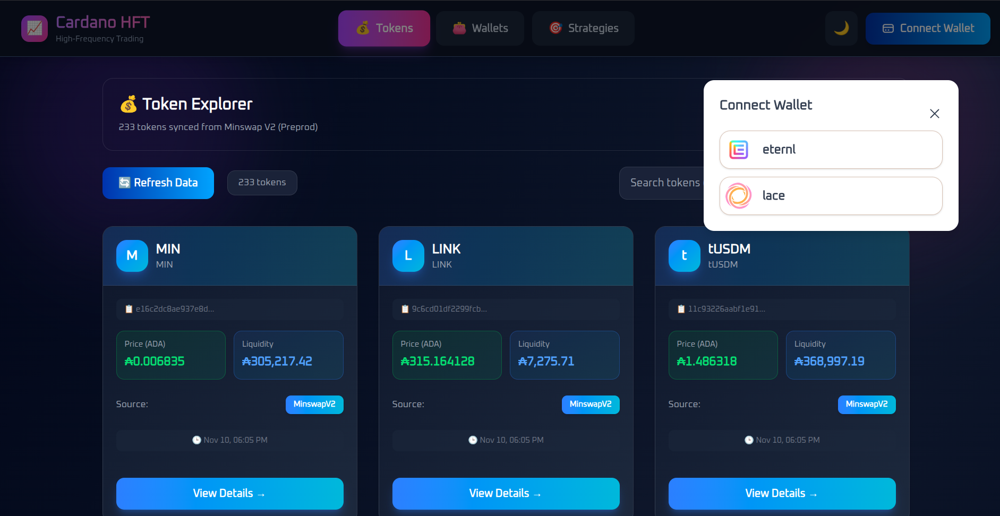 Cardano HFT
High-Frequency Trading
Tokens
Wallets
Strategies
Connect Wallet
Token Explorer
233 tokens synced from Minswap V2 (Preprod)
Refresh Data
233 tokens
Search tokens
Connect Wallet
eternl
lace
M
MIN
MIN
e16c2dc8ae937e8d...
Price (ADA)
₳0.006835
Liquidity
₳305,217.42
Source:
MinswapV2
Nov 10, 06:05 PM
View Details →
L
LINK
LINK
9c6cd01df2299fcb...
Price (ADA)
₳315.164128
Liquidity
₳7,275.71
Source:
MinswapV2
Nov 10, 06:05 PM
View Details →
t
tUSDM
tUSDM
11c93226aabf1e91...
Price (ADA)
₳1.486318
Liquidity
₳368,997.19
Source:
MinswapV2
Nov 10, 06:05 PM
View Details →